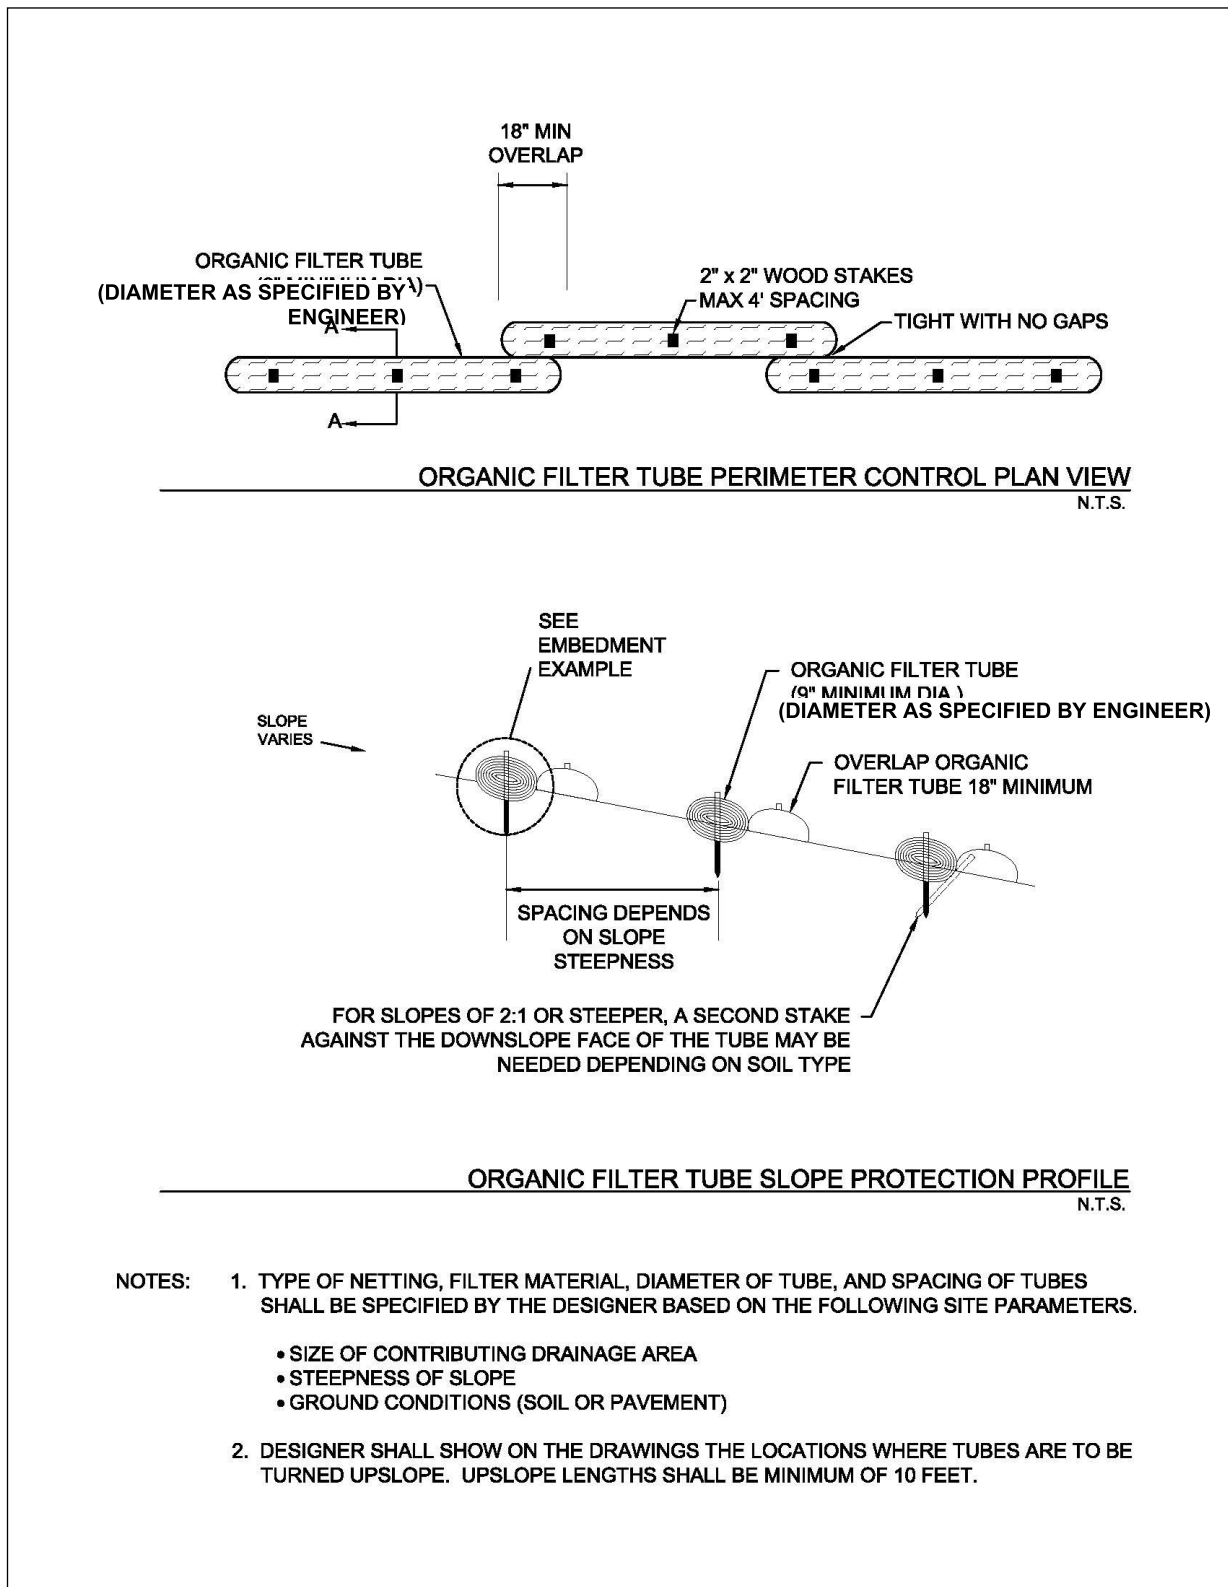 18" MIN
OVERLAP
ORGANIC FILTER TUBE
(DIAMETER AS SPECIFIED BY
ENGINEER)
2" x 2" WOOD STAKES
MAX 4' SPACING
TIGHT WITH NO GAPS
A
A
ORGANIC FILTER TUBE PERIMETER CONTROL PLAN VIEW
N.T.S.
SEE
EMBEDMENT
EXAMPLE
ORGANIC FILTER TUBE
(9" MINIMUM DIA.)
(DIAMETER AS SPECIFIED BY ENGINEER)
SLOPE
VARIES
OVERLAP ORGANIC
FILTER TUBE 18" MINIMUM
SPACING DEPENDS
ON SLOPE
STEEPNESS
FOR SLOPES OF 2:1 OR STEEPER, A SECOND STAKE
AGAINST THE DOWNSLOPE FACE OF THE TUBE MAY BE
NEEDED DEPENDING ON SOIL TYPE
ORGANIC FILTER TUBE SLOPE PROTECTION PROFILE
N.T.S.
NOTES: 1. TYPE OF NETTING, FILTER MATERIAL, DIAMETER OF TUBE, AND SPACING OF TUBES
SHALL BE SPECIFIED BY THE DESIGNER BASED ON THE FOLLOWING SITE PARAMETERS.
• SIZE OF CONTRIBUTING DRAINAGE AREA
• STEEPNESS OF SLOPE
• GROUND CONDITIONS (SOIL OR PAVEMENT)
2. DESIGNER SHALL SHOW ON THE DRAWINGS THE LOCATIONS WHERE TUBES ARE TO BE
TURNED UPSLOPE. UPSLOPE LENGTHS SHALL BE MINIMUM OF 10 FEET.